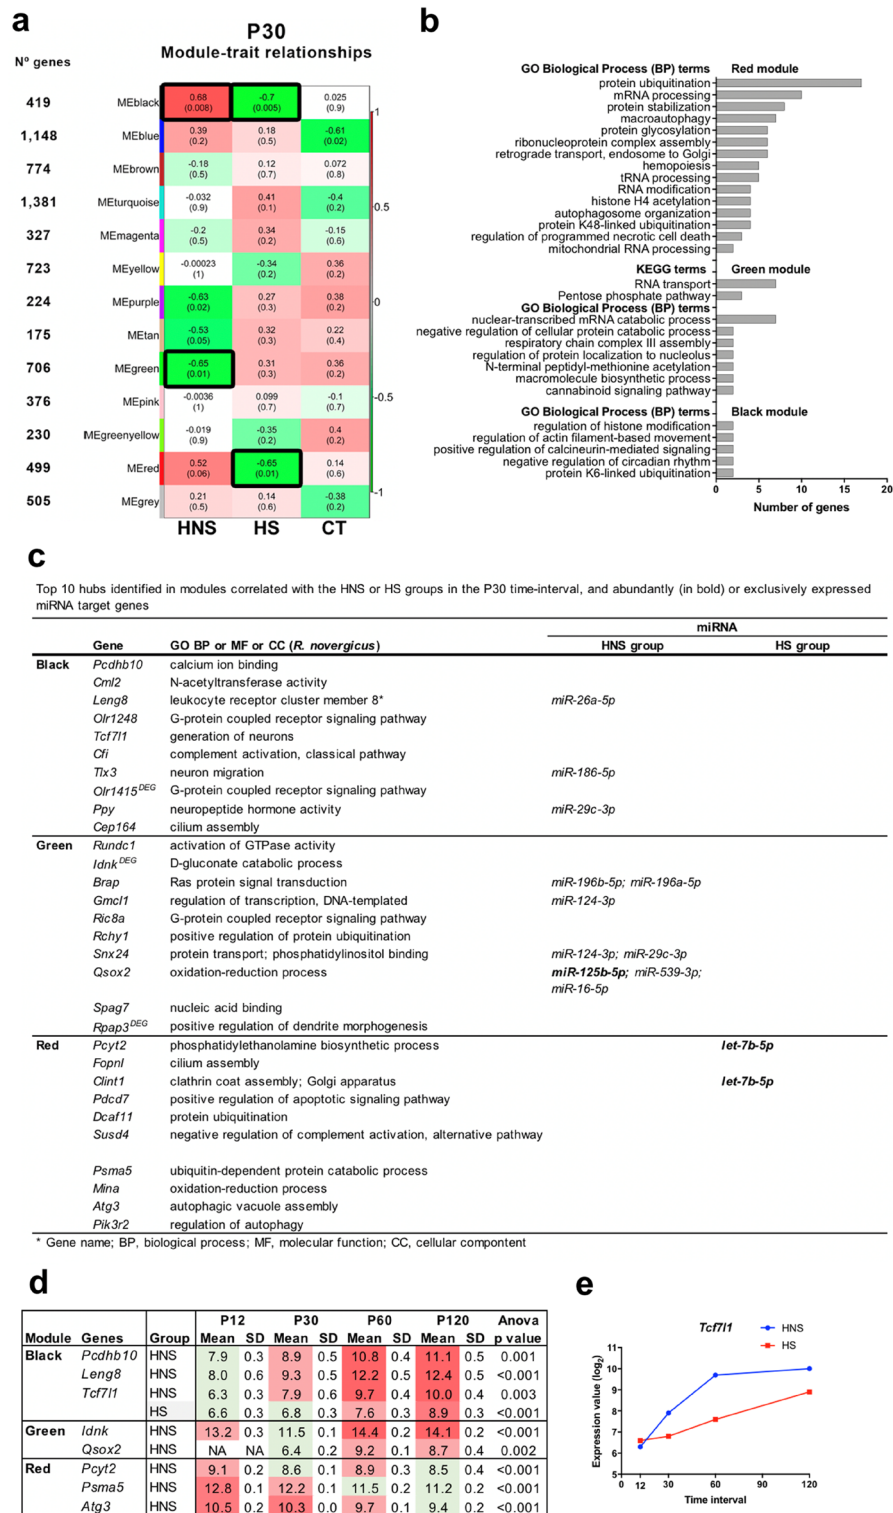 a
P30
Module-trait relationships
Nº genes
419 MEblack 0.68 (0.008) -0.7 (0.005) 0.025 (0.9)
1,148 MEblue 0.39 (0.2) 0.18 (0.5) -0.61 (0.02)
774 MEbrown -0.18 (0.5) 0.12 (0.7) 0.072 (0.8)
1,381 MEturquoise -0.032 (0.9) 0.41 (0.1) -0.4 (0.2)
327 MEmagenta -0.2 (0.5) 0.34 (0.2) -0.15 (0.6)
723 MEyellow -0.00023 (1) -0.34 (0.2) 0.36 (0.2)
224 MEpurple -0.63 (0.02) 0.27 (0.3) 0.38 (0.2)
175 MEtan -0.53 (0.05) 0.32 (0.3) 0.22 (0.4)
706 MEgreen -0.65 (0.01) 0.31 (0.3) 0.36 (0.2)
376 MEpink -0.0036 (1) 0.099 (0.7) -0.1 (0.7)
230 MEgreenyellow -0.019 (0.9) -0.35 (0.2) 0.4 (0.2)
499 MEred 0.52 (0.06) -0.65 (0.01) 0.14 (0.6)
505 MEgrey 0.21 (0.5) 0.14 (0.6) -0.38 (0.2)
HNS HS CT
1
0.5
0
-0.5
-1
b
GO Biological Process (BP) terms Red module
protein ubiquitination
mRNA processing
protein stabilization
macroautophagy
protein glycosylation
ribonucleoprotein complex assembly
retrograde transport, endosome to Golgi
hemopoiesis
tRNA processing
RNA modification
histone H4 acetylation
autophagosome organization
protein K48-linked ubiquitination
regulation of programmed necrotic cell death
mitochondrial RNA processing
KEGG terms Green module
RNA transport
Pentose phosphate pathway
GO Biological Process (BP) terms
nuclear-transcribed mRNA catabolic process
negative regulation of cellular protein catabolic process
respiratory chain complex III assembly
regulation of protein localization to nucleolus
N-terminal peptidyl-methionine acetylation
macromolecule biosynthetic process
cannabinoid signaling pathway
GO Biological Process (BP) terms Black module
regulation of histone modification
regulation of actin filament-based movement
positive regulation of calcineurin-mediated signaling
negative regulation of circadian rhythm
protein K6-linked ubiquitination
0 5 10 15 20
Number of genes
c
Top 10 hubs identified in modules correlated with the HNS or HS groups in the P30 time-interval, and abundantly (in bold) or exclusively expressed
miRNA target genes
miRNA
Gene GO BP or MF or CC (R. novergicus) HNS group HS group
Black Pcdhb10 calcium ion binding
Cml2 N-acetyltransferase activity
Leng8 leukocyte receptor cluster member 8* miR-26a-5p
Olr1248 G-protein coupled receptor signaling pathway
Tcf7l1 generation of neurons
Cfi complement activation, classical pathway
Tlx3 neuron migration miR-186-5p
Olr1415 DEG G-protein coupled receptor signaling pathway
Ppy neuropeptide hormone activity miR-29c-3p
Cep164 cilium assembly
Green Rundc1 activation of GTPase activity
Idnk DEG D-gluconate catabolic process
Brap Ras protein signal transduction miR-196b-5p; miR-196a-5p
Gmcl1 regulation of transcription, DNA-templated miR-124-3p
Ric8a G-protein coupled receptor signaling pathway
Rchy1 positive regulation of protein ubiquitination
Snx24 protein transport; phosphatidylinositol binding miR-124-3p; miR-29c-3p
Qsox2 oxidation-reduction process miR-125b-5p; miR-539-3p;
miR-16-5p
Spag7 nucleic acid binding
Rpap3 DEG positive regulation of dendrite morphogenesis
Red Pcyt2 phosphatidylethanolamine biosynthetic process let-7b-5p
Fopnl cilium assembly
Clint1 clathrin coat assembly; Golgi apparatus let-7b-5p
Pdcd7 positive regulation of apoptotic signaling pathway
Dcaf11 protein ubiquitination
Susd4 negative regulation of complement activation, alternative pathway
Psma5 ubiquitin-dependent protein catabolic process
Mina oxidation-reduction process
Atg3 autophagic vacuole assembly
Pik3r2 regulation of autophagy
* Gene name; BP, biological process; MF, molecular function; CC, cellular compontent
d
P12 P30 P60 P120 Anova
Module Genes Group Mean SD Mean SD Mean SD Mean SD p value
Black Pcdhb10 HNS 7.9 0.3 8.9 0.5 10.8 0.4 11.1 0.5 0.001
Leng8 HNS 8.0 0.6 9.3 0.5 12.2 0.5 12.4 0.5 <0.001
Tcf7l1 HNS 6.3 0.3 7.9 0.6 9.7 0.4 10.0 0.4 0.003
HS 6.6 0.3 6.8 0.3 7.6 0.3 8.9 0.3 <0.001
Green Idnk HNS 13.2 0.3 11.5 0.1 14.4 0.2 14.1 0.2 <0.001
Qsox2 HNS NA NA 6.4 0.2 9.2 0.1 8.7 0.4 0.002
Red Pcyt2 HNS 9.1 0.2 8.6 0.1 8.9 0.3 8.5 0.4 <0.001
Psma5 HNS 12.8 0.1 12.2 0.1 11.5 0.2 11.2 0.2 <0.001
Atg3 HNS 10.5 0.2 10.3 0.0 9.7 0.1 9.4 0.2 <0.001
e
Tcf7l1
HNS
HS
Expression value (log2)
11
10
9
8
7
6
5
0 12 30 60 90 120
Time interval